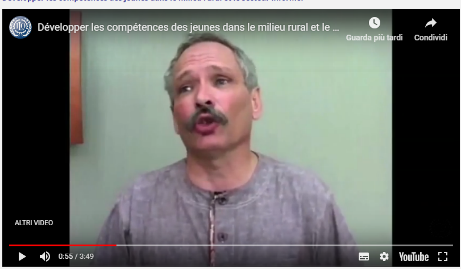 Développer les compétences des jeunes dans le milieu rural et le ...
Guarda più tardi
Condividi
ALTRI VIDEO
0:55 / 3:49
YouTube